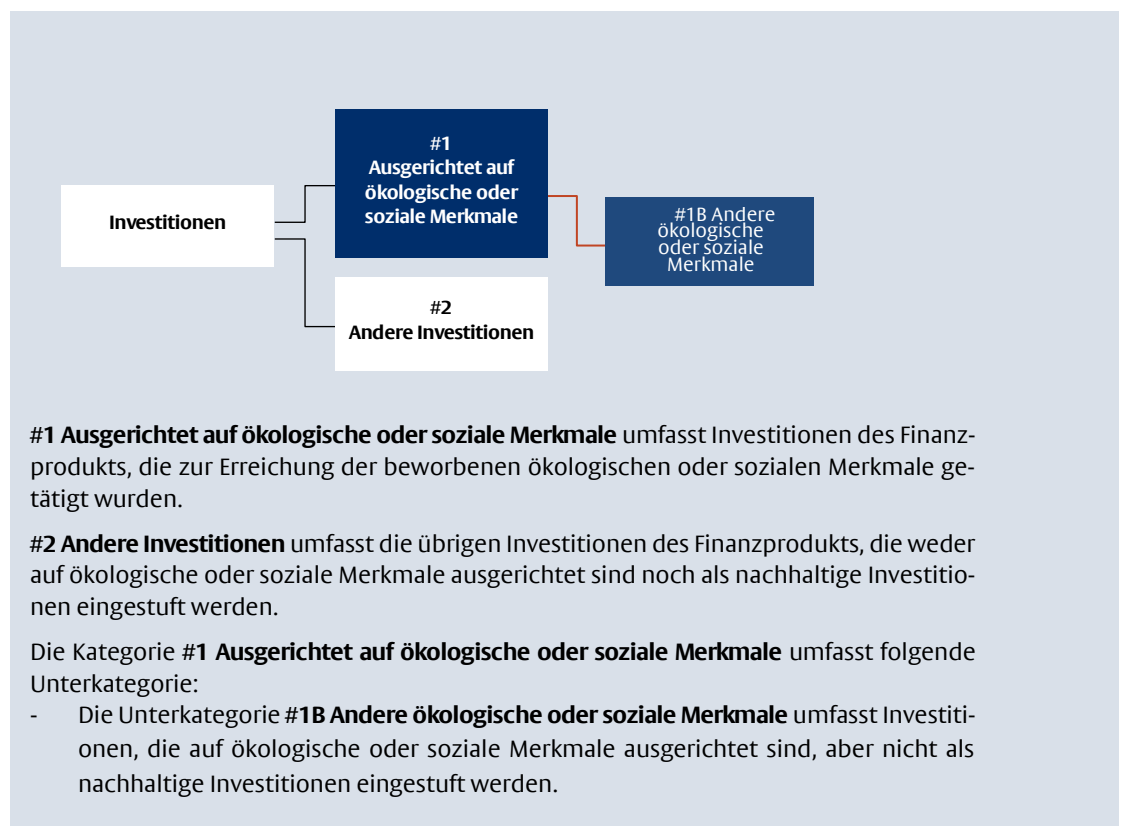 #1
Ausgerichtet auf
ökologische oder
soziale Merkmale
Investitionen
#1B Andere
ökologische
oder soziale
Merkmale
#2
Andere Investitionen
#1 Ausgerichtet auf ökologische oder soziale Merkmale umfasst Investitionen des Finanz-
produkts, die zur Erreichung der beworbenen ökologischen oder sozialen Merkmale ge-
tätigt wurden.
#2 Andere Investitionen umfasst die übrigen Investitionen des Finanzprodukts, die weder
auf ökologische oder soziale Merkmale ausgerichtet sind noch als nachhaltige Investitio-
nen eingestuft werden.
Die Kategorie #1 Ausgerichtet auf ökologische oder soziale Merkmale umfasst folgende
Unterkategorie:
- Die Unterkategorie #1B Andere ökologische oder soziale Merkmale umfasst Investiti-
onen, die auf ökologische oder soziale Merkmale ausgerichtet sind, aber nicht als
nachhaltige Investitionen eingestuft werden.